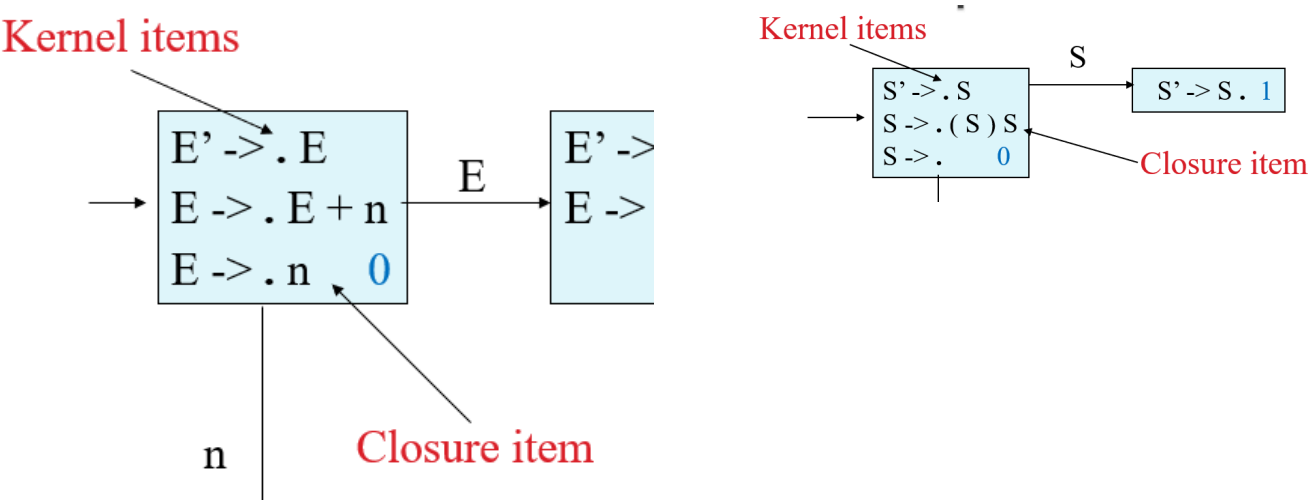 Kernel items
E' -> . E
E -> . E + n
E -> . n 0
E
E' ->
E ->
n
Closure item
Kernel items
S' -> . S
S -> . ( S ) S
S -> . 0
S
S' -> S . 1
Closure item